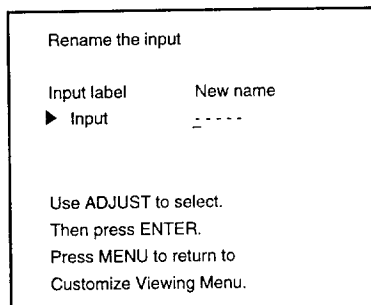 Rename the input
Input label New name
▶ Input _----
Use ADJUST to select.
Then press ENTER.
Press MENU to return to
Customize Viewing Menu.